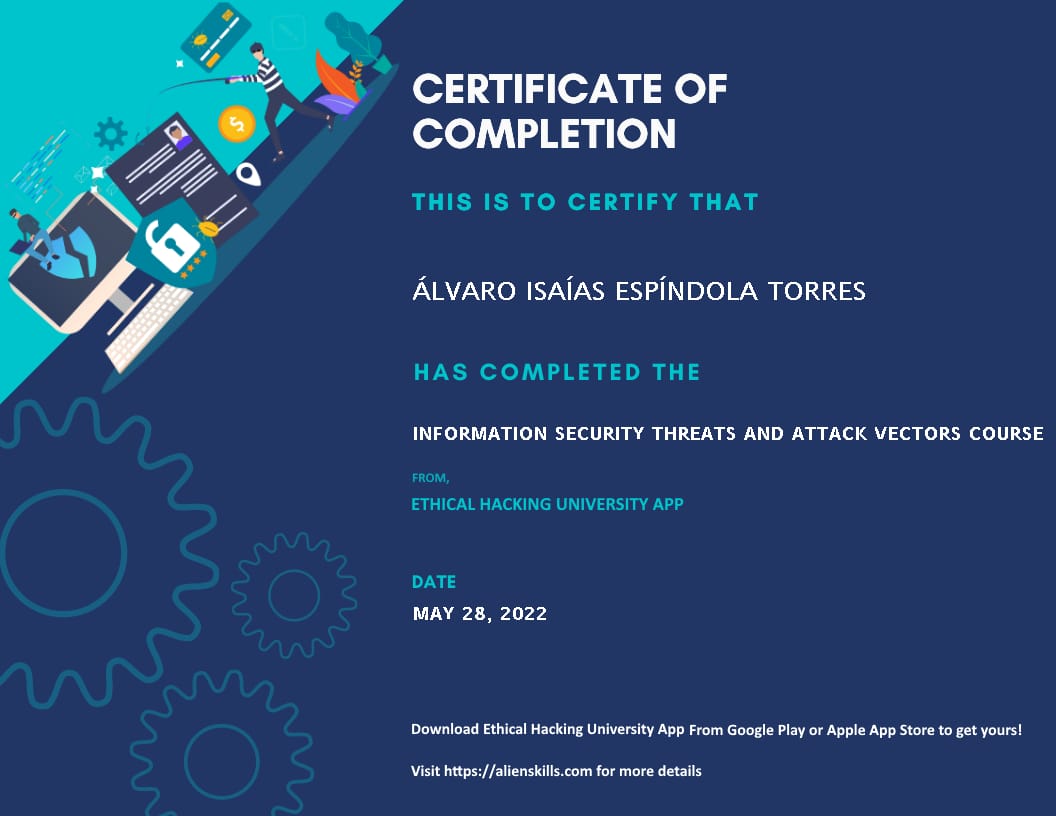 CERTIFICATE OF
COMPLETION
THIS IS TO CERTIFY THAT
ÁLVARO ISAÍAS ESPÍNDOLA TORRES
HAS COMPLETED THE
INFORMATION SECURITY THREATS AND ATTACK VECTORS COURSE
FROM,
ETHICAL HACKING UNIVERSITY APP
DATE
MAY 28, 2022
Download Ethical Hacking University App From Google Play or Apple App Store to get yours!
Visit https://alienskills.com for more details